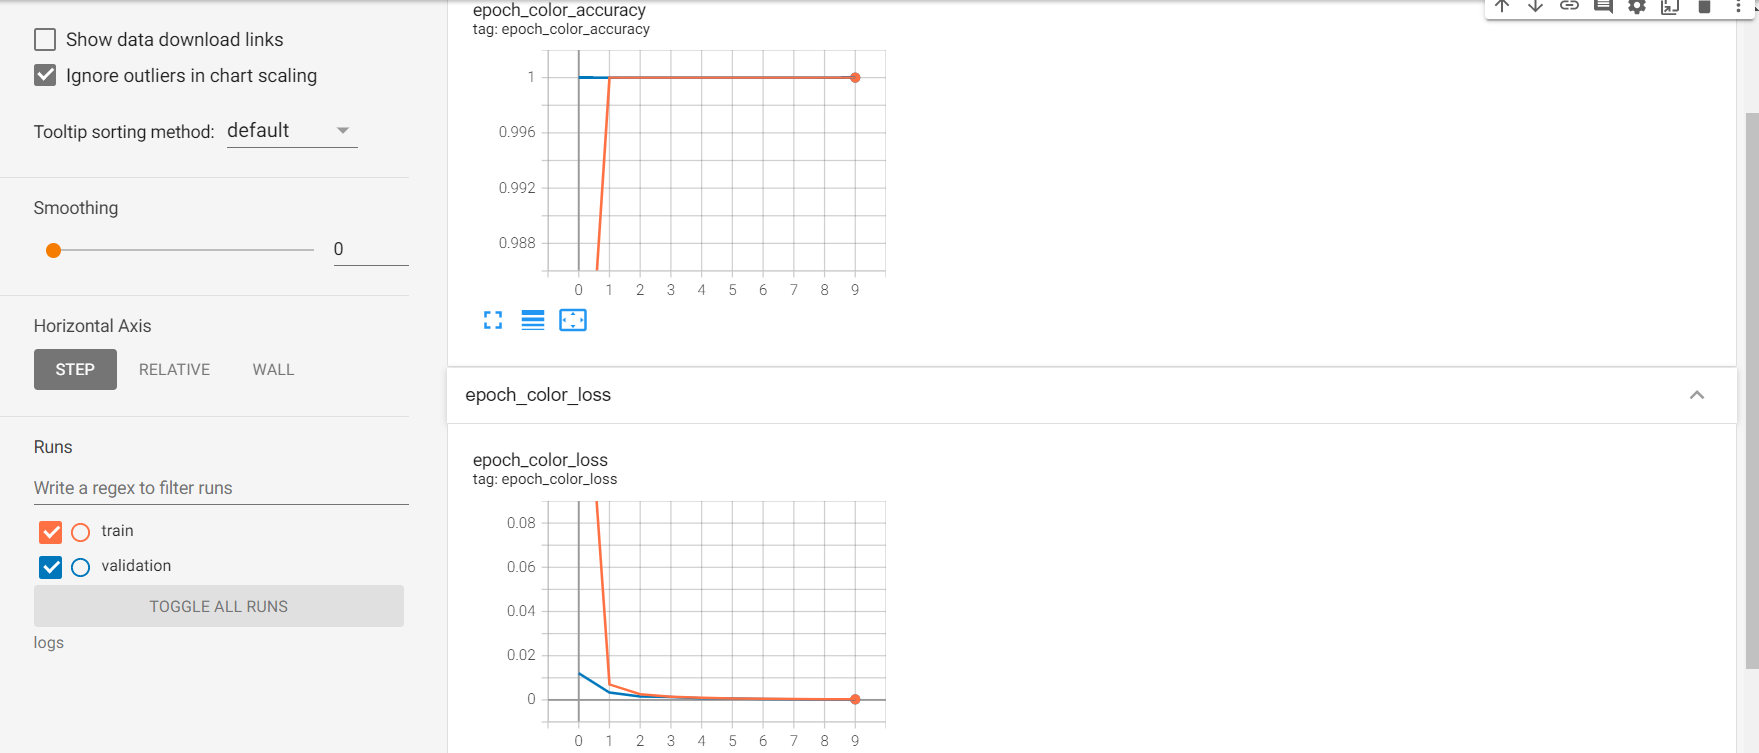 Show data download links
Ignore outliers in chart scaling
Tooltip sorting method: default
Smoothing
0
Horizontal Axis
STEP RELATIVE WALL
Runs
Write a regex to filter runs
train
validation
TOGGLE ALL RUNS
logs
epoch_color_accuracy
tag: epoch_color_accuracy
1
0.996
0.992
0.988
0 1 2 3 4 5 6 7 8 9
epoch_color_loss
epoch_color_loss
tag: epoch_color_loss
0.08
0.06
0.04
0.02
0
0 1 2 3 4 5 6 7 8 9